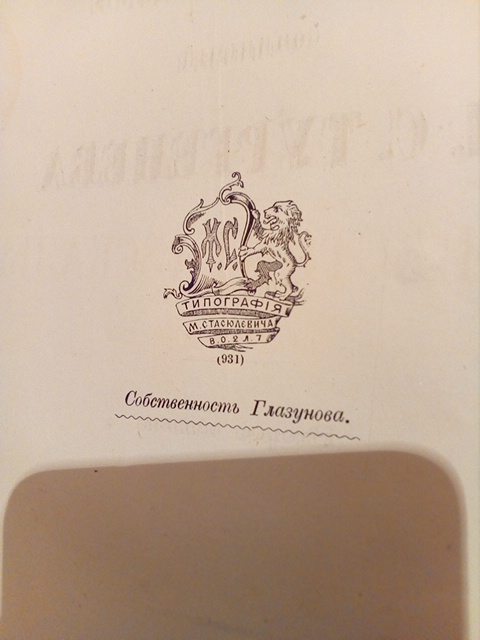 М.С.
ТИПОГРАФІЯ
М. СТАСЮЛЕВИЧА
В. О. 2 Л. 7
(931)
Собственность Глазунова.